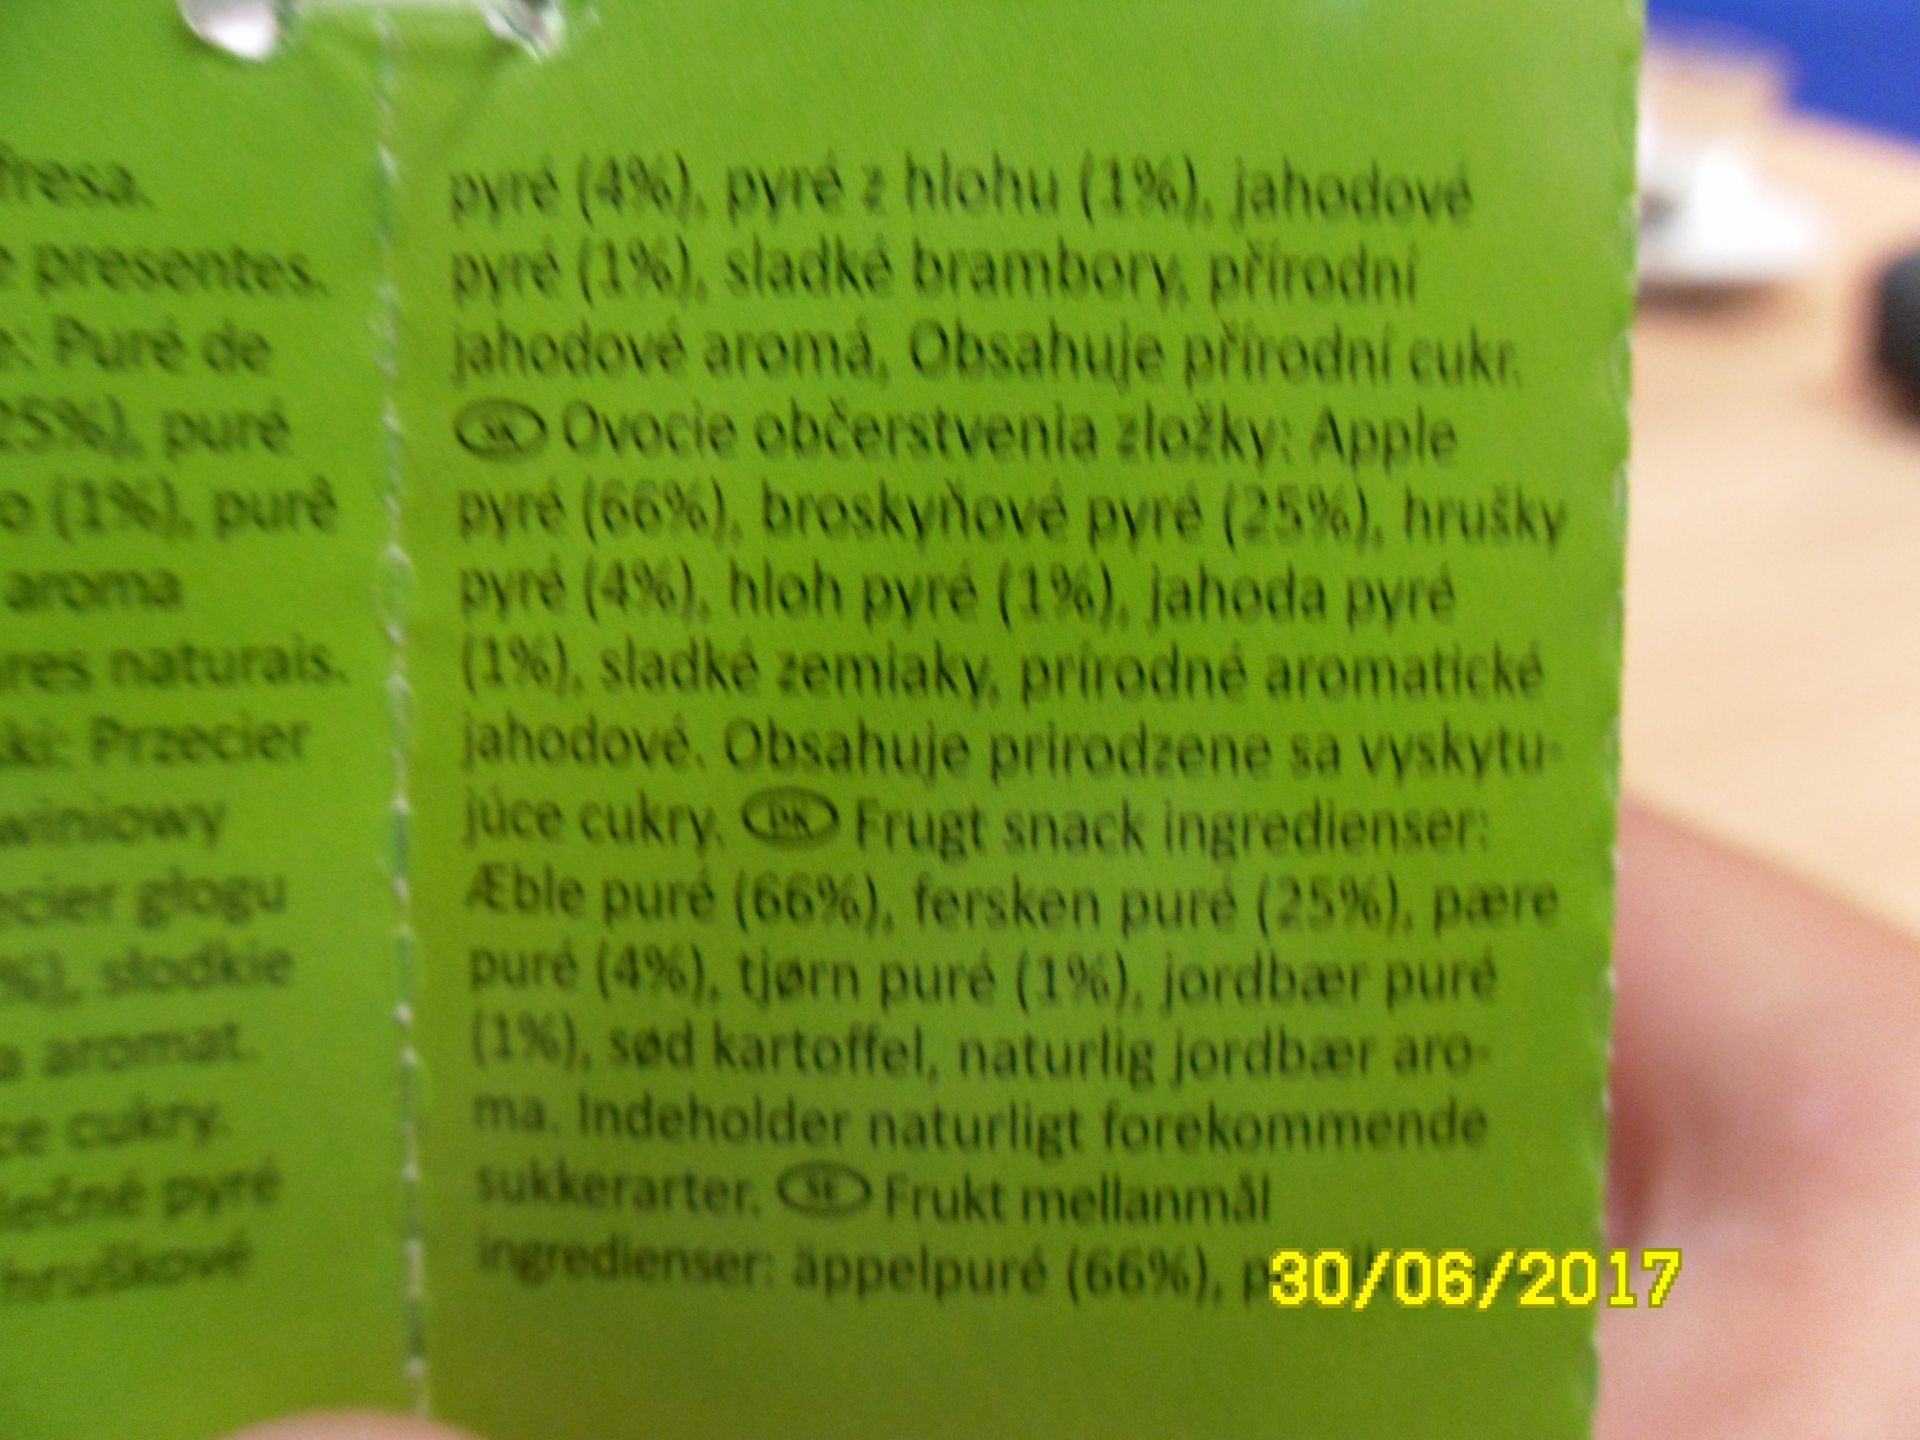 fresa.
presentes.
Puré de
25%), puré
(1%), purê
aroma
naturais.
Przecier
głogu
słodkie
a aromat.
cukry.
pyré
hruškové
pyré (4%), pyré z hlohu (1%), jahodové
pyré (1%), sladké brambory, přírodní
jahodové aromá, Obsahuje přírodní cukr.
SK Ovocie občerstvenia zložky: Apple
pyré (66%), broskyňové pyré (25%), hrušky
pyré (4%), hloh pyré (1%), jahoda pyré
(1%), sladké zemiaky, prírodné aromatické
jahodové. Obsahuje prirodzene sa vyskytu-
júce cukry. DK Frugt snack ingredienser:
Æble puré (66%), fersken puré (25%), pære
puré (4%), tjørn puré (1%), jordbær puré
(1%), sød kartoffel, naturlig jordbær aro-
ma. Indeholder naturligt forekommende
sukkerarter. SE Frukt mellanmål
ingredienser: äppelpuré (66%),
30/06/2017